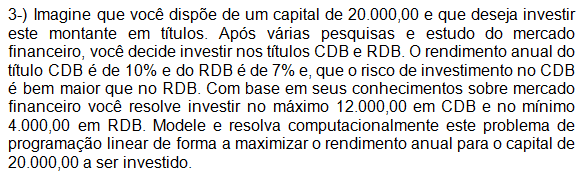 3-) Imagine que você dispõe de um capital de 20.000,00 e que deseja investir
este montante em títulos. Após várias pesquisas e estudo do mercado
financeiro, você decide investir nos títulos CDB e RDB. O rendimento anual do
título CDB é de 10% e do RDB é de 7% e, que o risco de investimento no CDB
é bem maior que no RDB. Com base em seus conhecimentos sobre mercado
financeiro você resolve investir no máximo 12.000,00 em CDB e no mínimo
4.000,00 em RDB. Modele e resolva computacionalmente este problema de
programação linear de forma a maximizar o rendimento anual para o capital de
20.000,00 a ser investido.